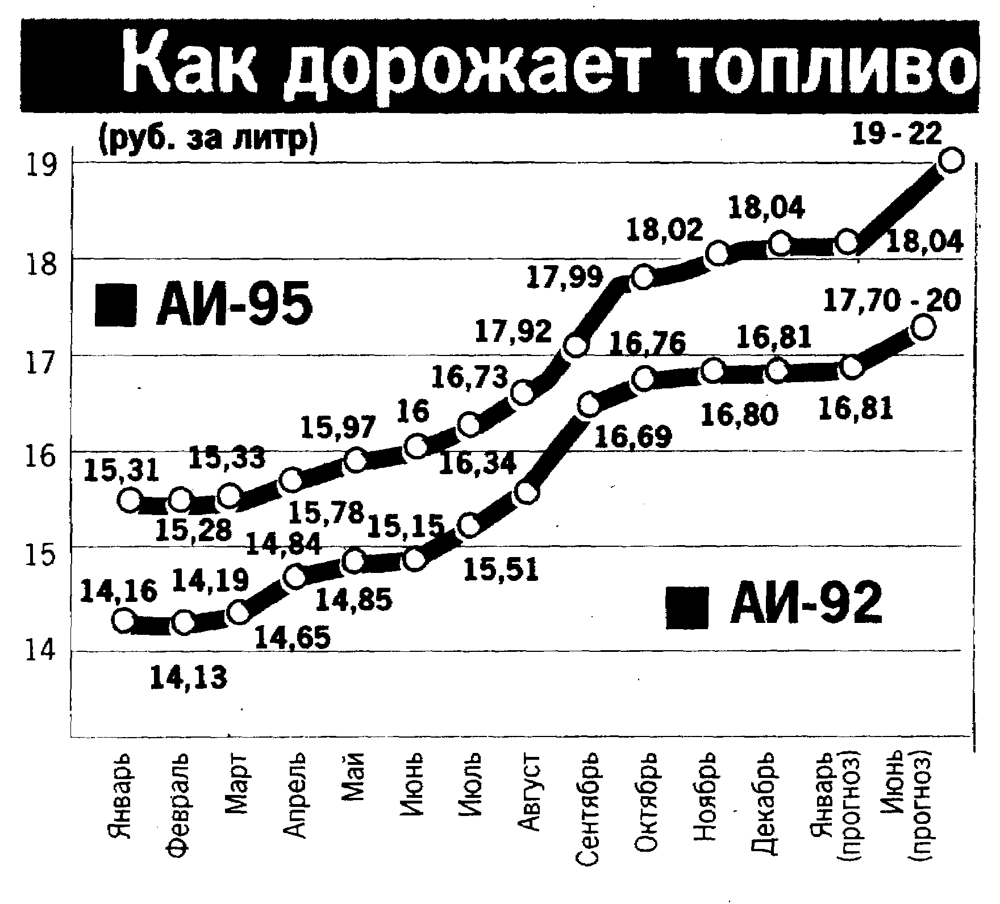 Как дорожает топливо
(руб. за литр)
19 - 22
19
18,04
18,02
18,04
18
17,99
АИ-95
17,70 - 20
17,92
16,76
16,81
17
16,73
16
15,97
16,80
16,81
16,69
16
15,31
15,33
16,34
15,78
15,15
15,28
14,84
15
15,51
14,16
14,19
14,85
АИ-92
14,65
14
14,13
Январь
Февраль
Март
Апрель
Май
Июнь
Июль
Август
Сентябрь
Октябрь
Ноябрь
Декабрь
Январь
(прогноз)
Июнь
(прогноз)